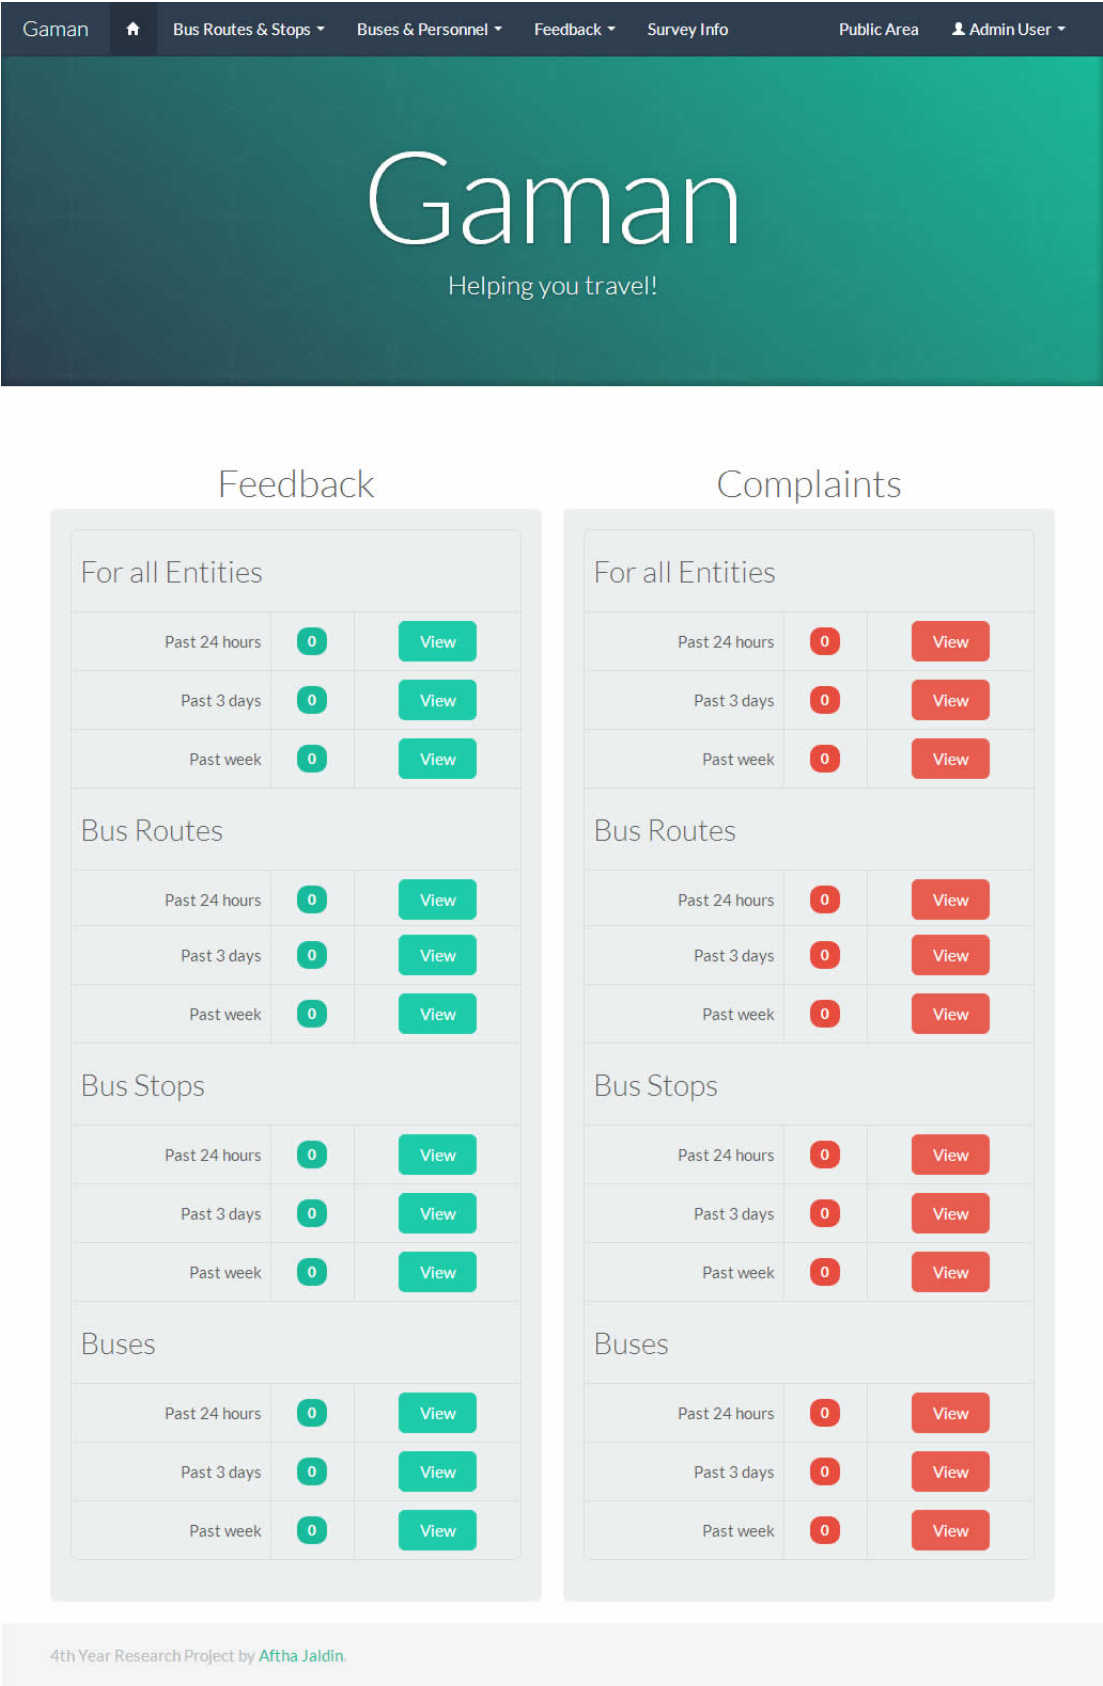 Gaman Bus Routes & Stops Buses & Personnel Feedback Survey Info Public Area Admin User
Gaman
Helping you travel!
Feedback
For all Entities
Past 24 hours 0 View
Past 3 days 0 View
Past week 0 View
Bus Routes
Past 24 hours 0 View
Past 3 days 0 View
Past week 0 View
Bus Stops
Past 24 hours 0 View
Past 3 days 0 View
Past week 0 View
Buses
Past 24 hours 0 View
Past 3 days 0 View
Past week 0 View
Complaints
For all Entities
Past 24 hours 0 View
Past 3 days 0 View
Past week 0 View
Bus Routes
Past 24 hours 0 View
Past 3 days 0 View
Past week 0 View
Bus Stops
Past 24 hours 0 View
Past 3 days 0 View
Past week 0 View
Buses
Past 24 hours 0 View
Past 3 days 0 View
Past week 0 View
4th Year Research Project by Aftha Jaldin.